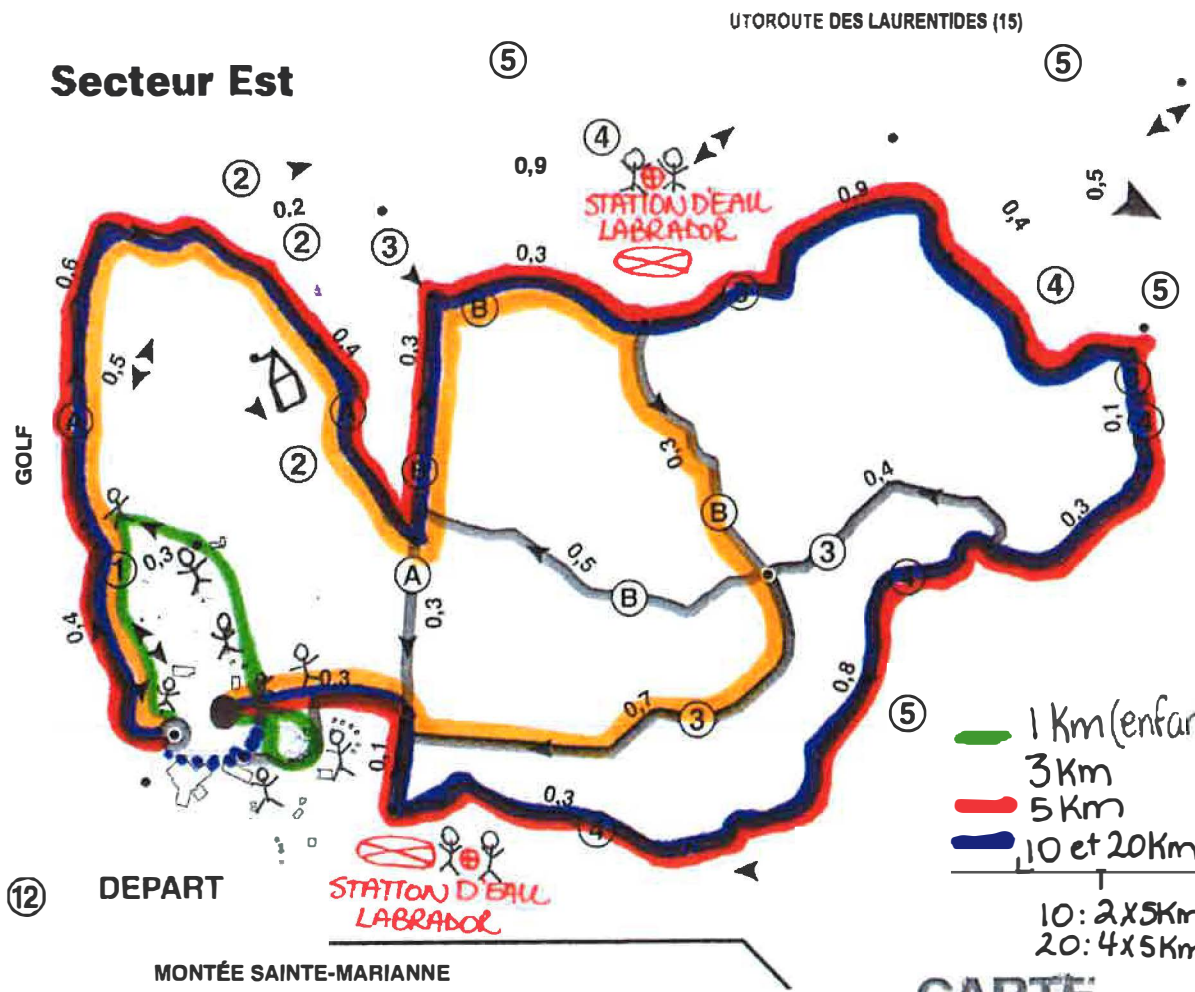 UTOROUTE DES LAURENTIDES (15)
Secteur Est
5
5
4
0,9
2
0,2
2
3
0,3
STATION D'EAU
LABRADOR
0,9
0,4
0,5
4
5
0,6
0,5
0,4
0,3
B
0,1
GOLF
A
2
B
0,3
B
0,4
3
0,3
1
0,3
A
0,3
0,5
B
4
0,4
0,3
0,7
3
0,8
5
0,1
0,3
4
1 Km (enfan
3 Km
5 Km
10 et 20Km
12
DEPART
STATION D'EAU
LABRADOR
10: 2X5Km
20: 4X5Km
MONTÉE SAINTE-MARIANNE
CARTE